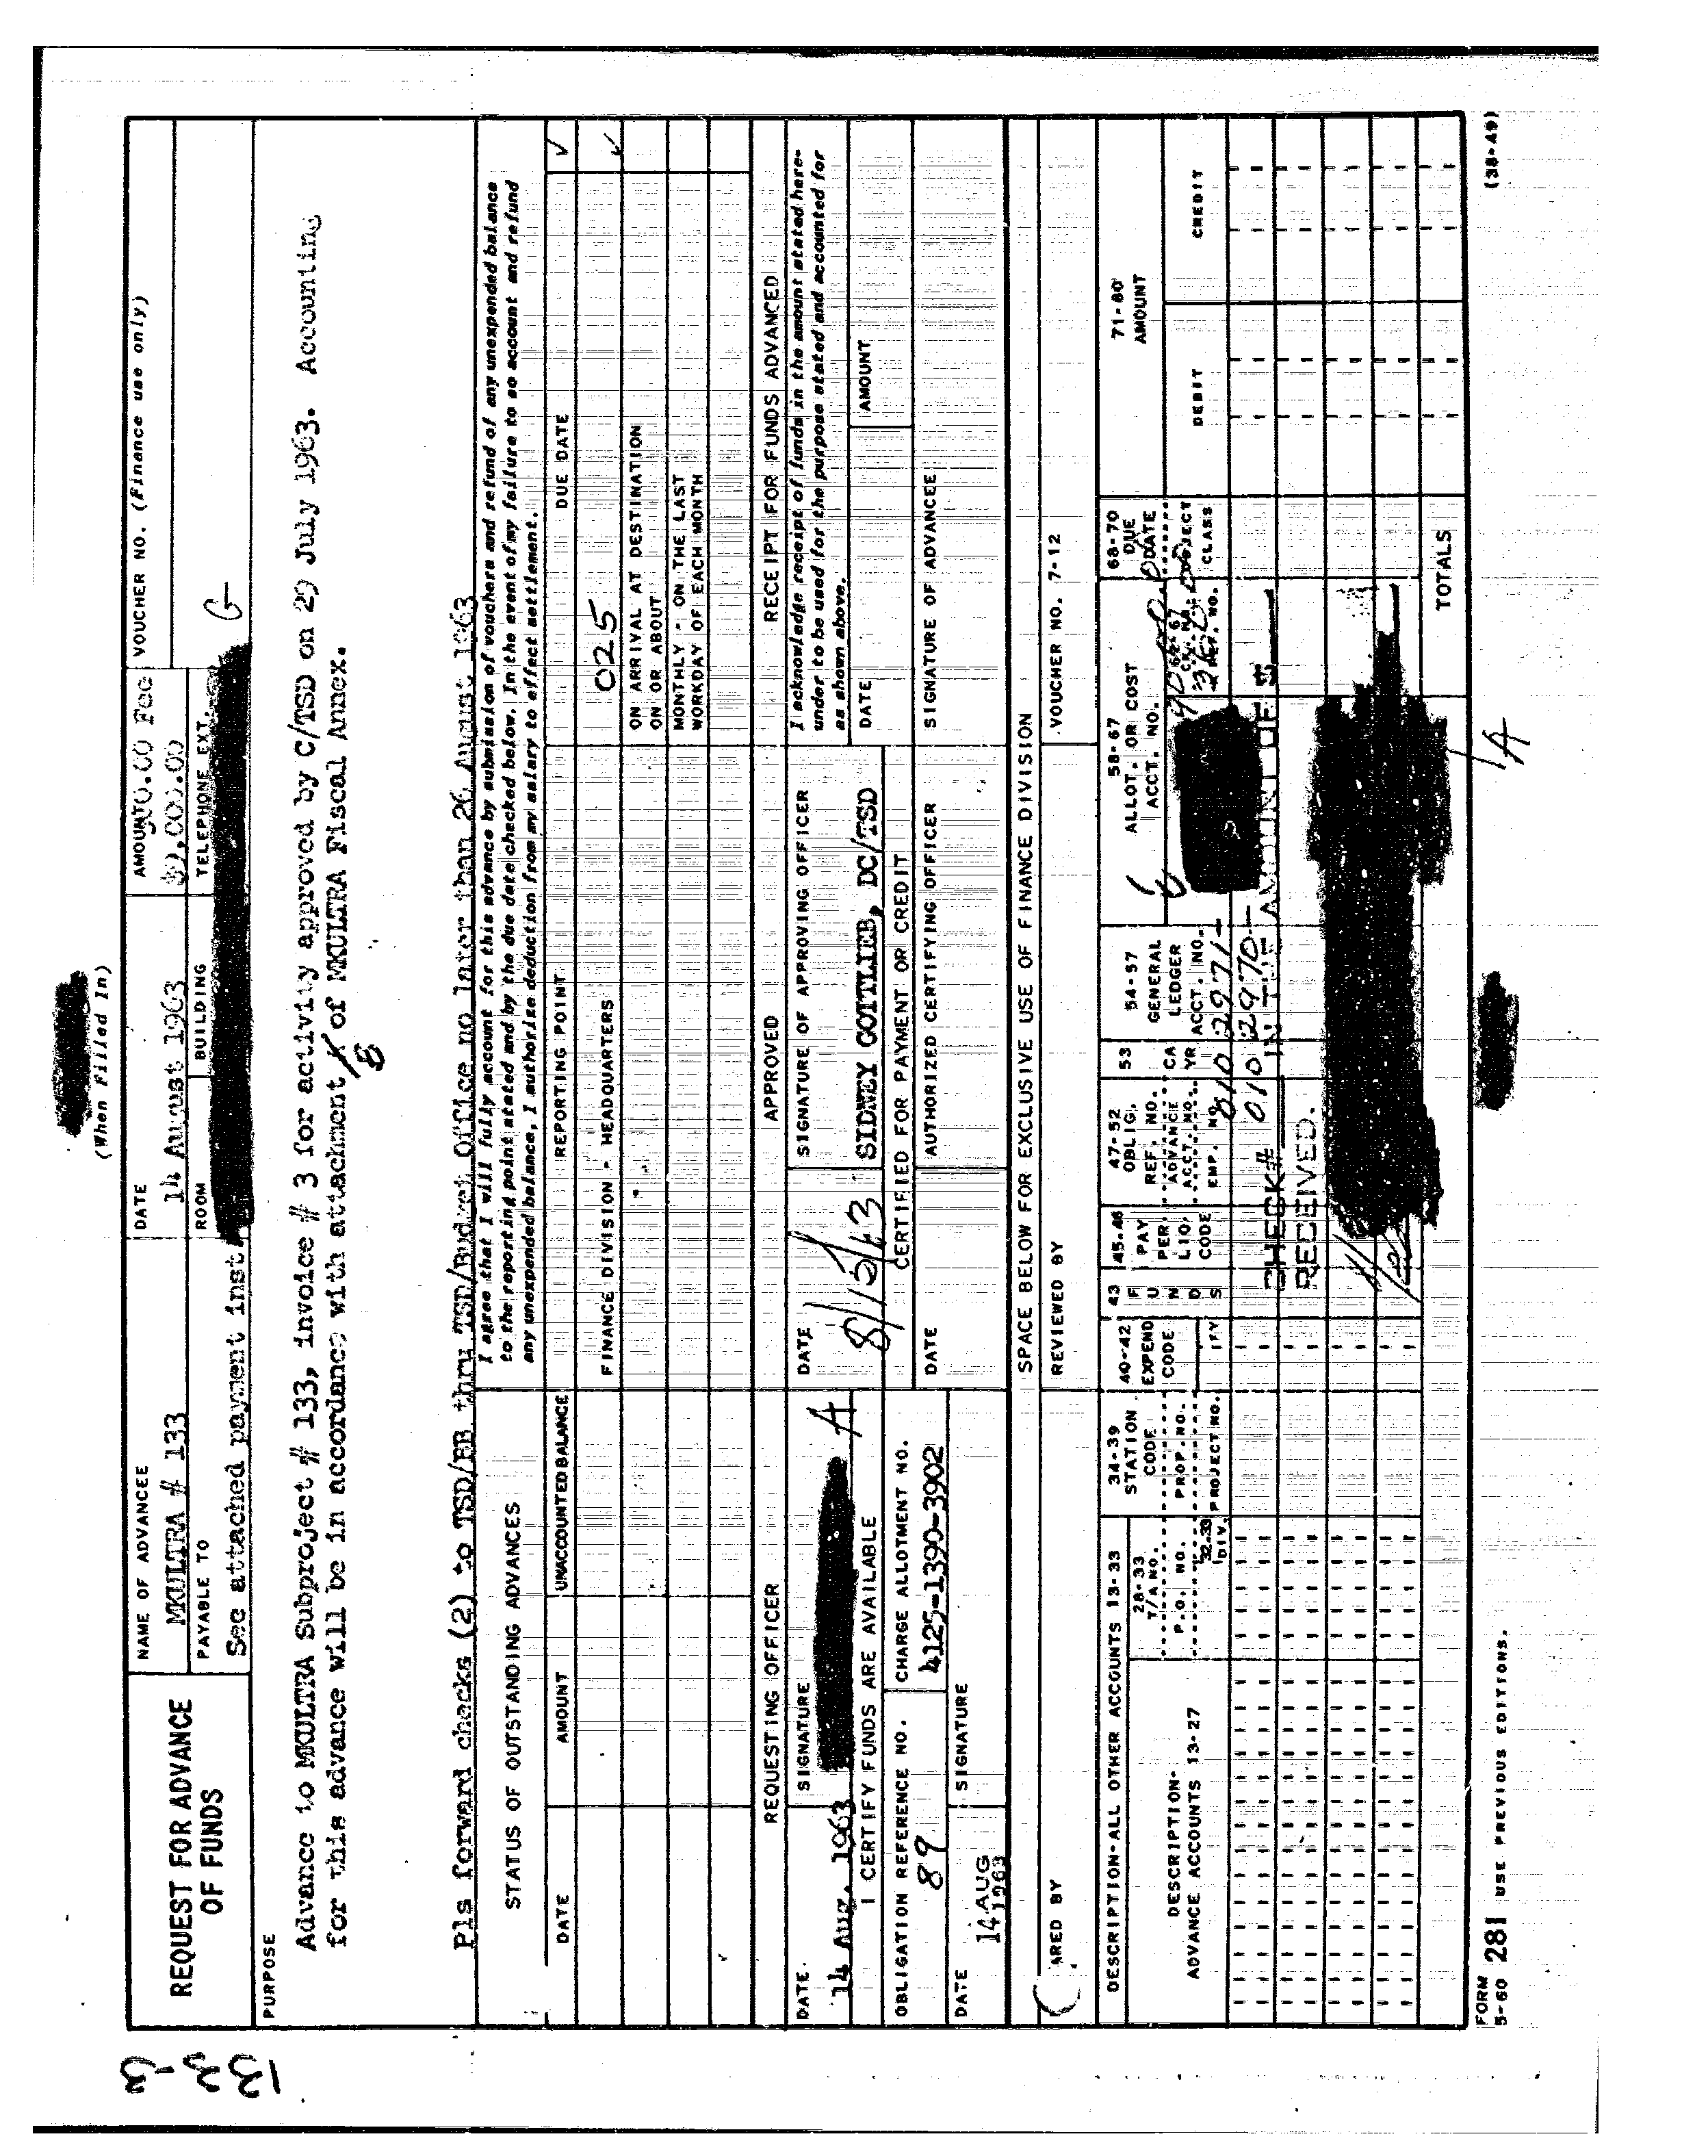 133-3
(When Filled In)
REQUEST FOR ADVANCE
OF FUNDS
NAME OF ADVANCEE
MKULTRA # 133
DATE
14 August 1963
AMOUNT
VOUCHER NO. (Finance use only)
PAYABLE TO
See attached payment inst
ROOM
BUILDING
TELEPHONE EXT.
G
PURPOSE
Advance to MKULTRA Subproject # 133, invoice # 3 for activity approved by C/TSD on 29 July 1963. Accounting
for this advance will be in accordance with attachment B of MKULTRA Fiscal Annex.
Pls forward checks (2) to TSD/BB thru TSD/Budget Office no later than 26 August 1963
STATUS OF OUTSTANDING ADVANCES
I agree that I will fully account for this advance by submission of vouchers and refund of any unexpended balance
to the reporting point stated and by the due date checked below. In the event of my failure to so account and refund
any unexpended balance, I authorize deduction from my salary to effect settlement.
DATE
AMOUNT
UNACCOUNTED BALANCE
REPORTING POINT
DUE DATE
✓
FINANCE DIVISION - HEADQUARTERS
025
✓
ON ARRIVAL AT DESTINATION
ON OR ABOUT
MONTHLY - ON THE LAST
WORKDAY OF EACH MONTH
REQUESTING OFFICER
APPROVED
RECEIPT FOR FUNDS ADVANCED
DATE
14 Aug. 1963
SIGNATURE
A
DATE
8/15/63
SIGNATURE OF APPROVING OFFICER
SIDNEY GOTTLIEB, DC/TSD
I acknowledge receipt of funds in the amount stated here-
under to be used for the purpose stated and accounted for
as shown above.
I CERTIFY FUNDS ARE AVAILABLE
DATE
AMOUNT
OBLIGATION REFERENCE NO.
89
CHARGE ALLOTMENT NO.
4125-1390-3902
CERTIFIED FOR PAYMENT OR CREDIT
DATE
AUTHORIZED CERTIFYING OFFICER
SIGNATURE OF ADVANCEE
DATE
14 AUG 1963
SIGNATURE
SPACE BELOW FOR EXCLUSIVE USE OF FINANCE DIVISION
ARED BY
REVIEWED BY
VOUCHER NO. 7-12
DESCRIPTION-ALL OTHER ACCOUNTS 13-33
DESCRIPTION-
ADVANCE ACCOUNTS 13-27
28-33
T/A NO.
P.O. NO.
32-33
DIV.
34-39
STATION
CODE
PROP. NO.
PROJECT NO.
40-42
EXPEND
CODE
FY
43
FUNDS
45-46
PAY
PER.
LIQ.
CODE
47-52
OBLIG.
REF. NO.
ADVANCE
ACCT. NO.
EMP. NO.
53
CA
YR
54-57
GENERAL
LEDGER
ACCT. NO.
58-67
ALLOT. OR COST
ACCT. NO.
62-67
REF. NO.
68-70
DUE
DATE
OBJECT
CLASS
71-80
AMOUNT
DEBIT
CREDIT
810 2971
010 2970
CHECK# IN THE AMOUNT OF $
RECEIVED.
TOTALS
A
FORM
5-60 281 USE PREVIOUS EDITIONS.
(38-49)